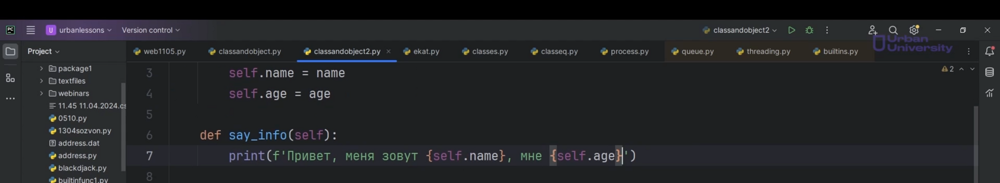 PC U urbanlessons Version control classandobject2
Urban University
Project web1105.py classandobject.py classandobject2.py ekat.py classes.py classeq.py process.py queue.py threading.py builtins.py
package1
textfiles
webinars
11.45 11.04.2024.cs
0510.py
1304sozvon.py
address.dat
address.py
blackdjack.py
builtinfunc1.py
3 self.name = name
4 self.age = age
5
6 def say_info(self):
7 print(f'Привет, меня зовут {self.name}, мне {self.age}')
8
2